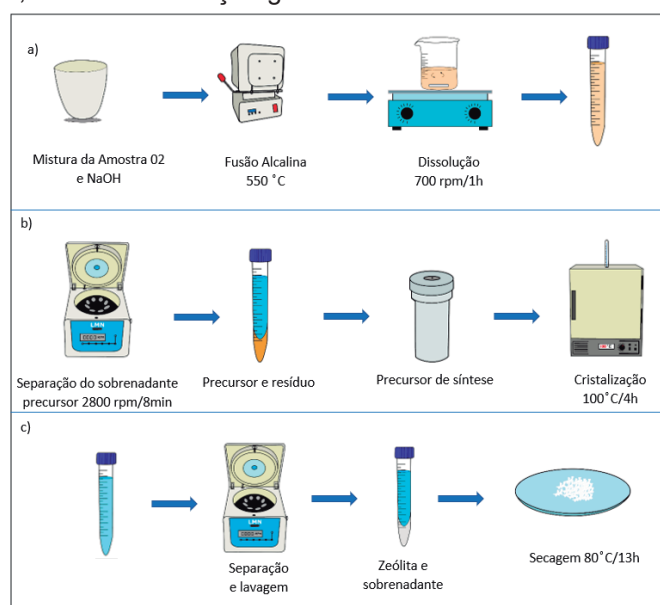 a)
Mistura da Amostra 02
e NaOH
Fusão Alcalina
550 ˚C
Dissolução
700 rpm/1h
b)
LMN
Separação do sobrenadante
precursor 2800 rpm/8min
Precursor e resíduo
Precursor de síntese
Cristalização
100˚C/4h
c)
LMN
Separação
e lavagem
Zeólita e
sobrenadante
Secagem 80˚C/13h